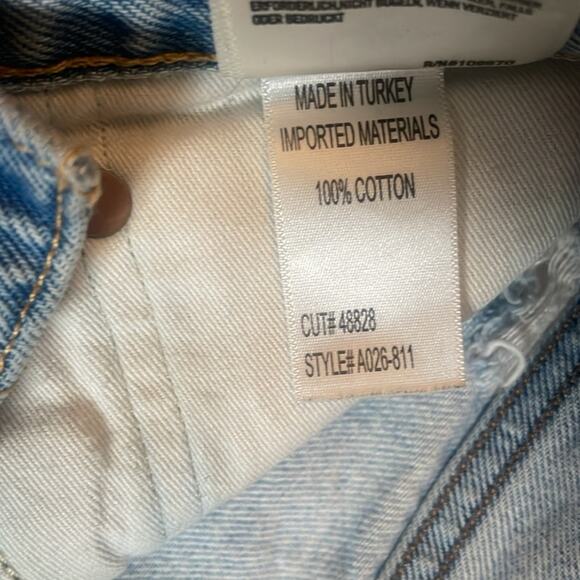 ERFORDERLICH,NICHT BÜGELN, WENN VERZIERT
ODER BEDRUCKT
MADE IN TURKEY
IMPORTED MATERIALS
100% COTTON
CUT# 48828
STYLE# A026-811